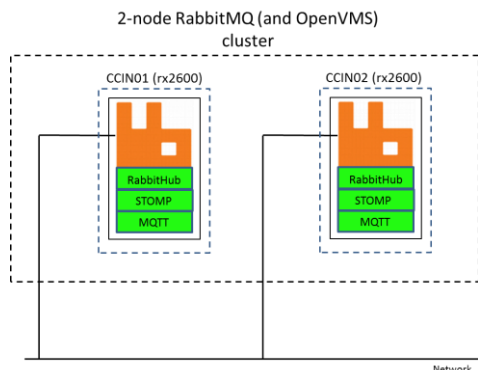 2-node RabbitMQ (and OpenVMS)
cluster
CCIN01 (rx2600)
CCIN02 (rx2600)
RabbitHub
STOMP
MQTT
RabbitHub
STOMP
MQTT
Network